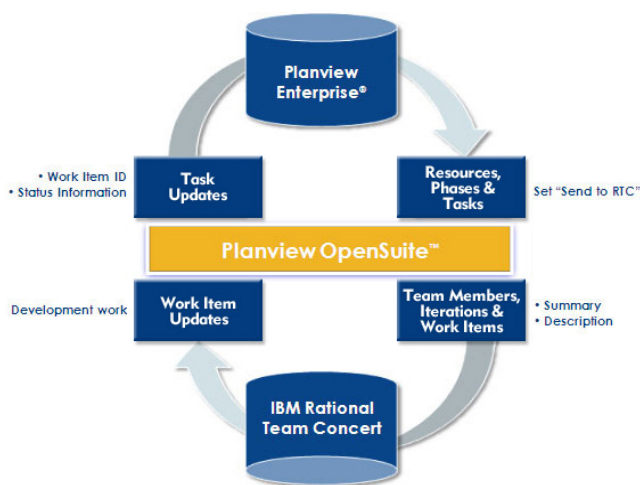 Planview
Enterprise®
• Work Item ID
• Status Information
Task
Updates
Resources,
Phases &
Tasks
Set “Send to RTC”
Planview OpenSuite™
Development work
Work Item
Updates
Team Members,
Iterations &
Work Items
• Summary
• Description
IBM Rational
Team Concert